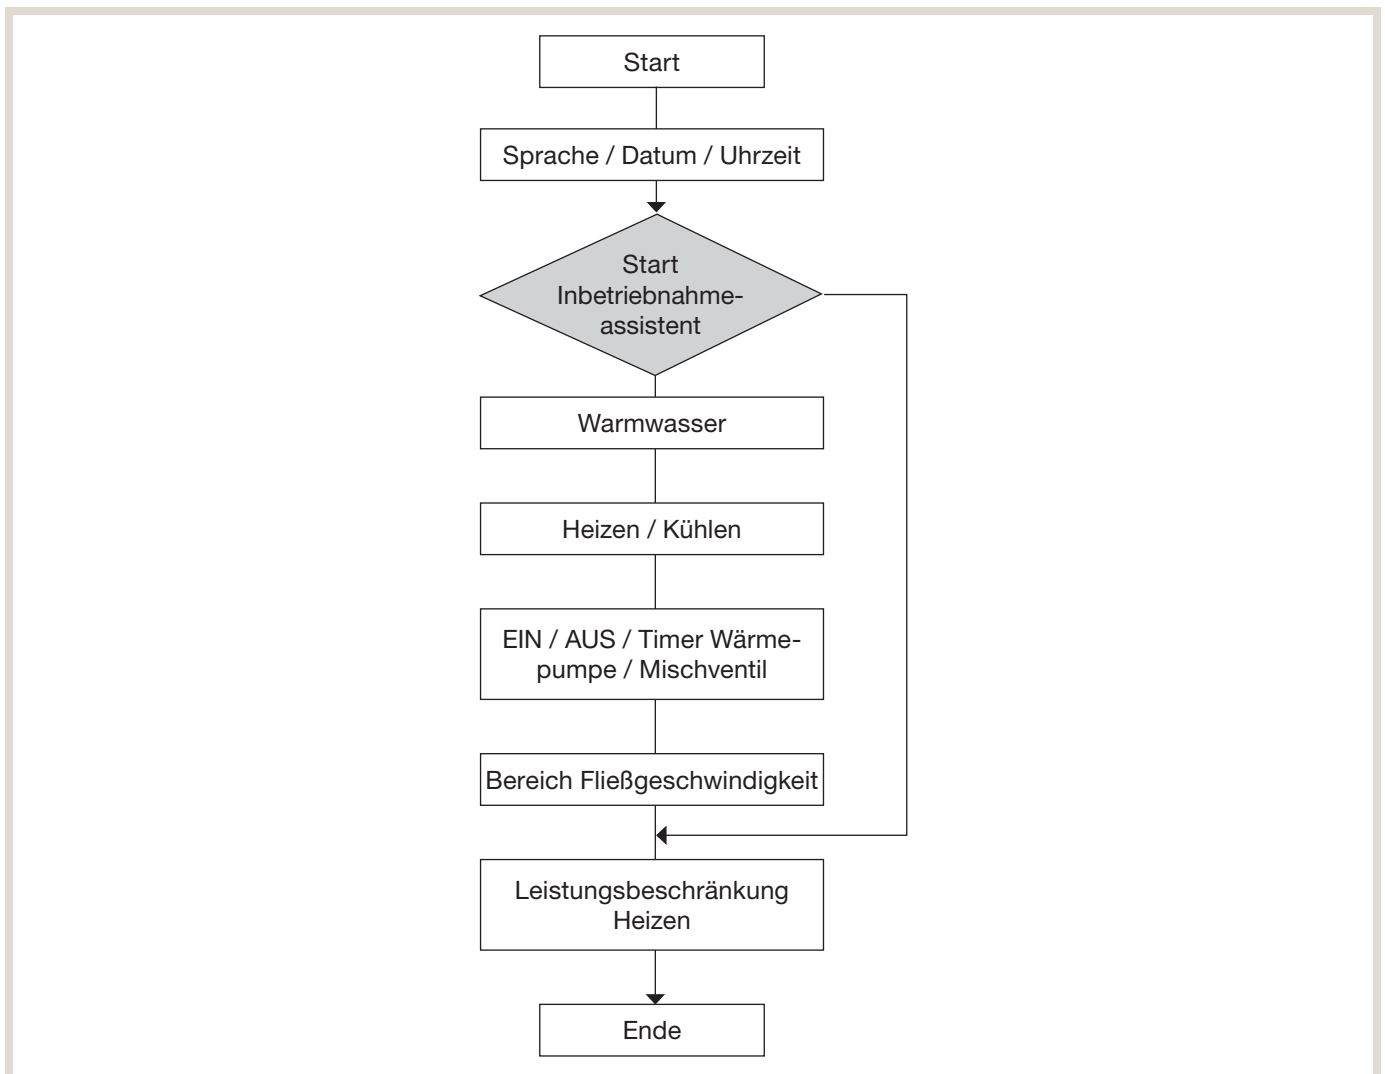 Start
Sprache / Datum / Uhrzeit
Start
Inbetriebnahme-
assistent
Warmwasser
Heizen / Kühlen
EIN / AUS / Timer Wärme-
pumpe / Mischventil
Bereich Fließgeschwindigkeit
Leistungsbeschränkung
Heizen
Ende